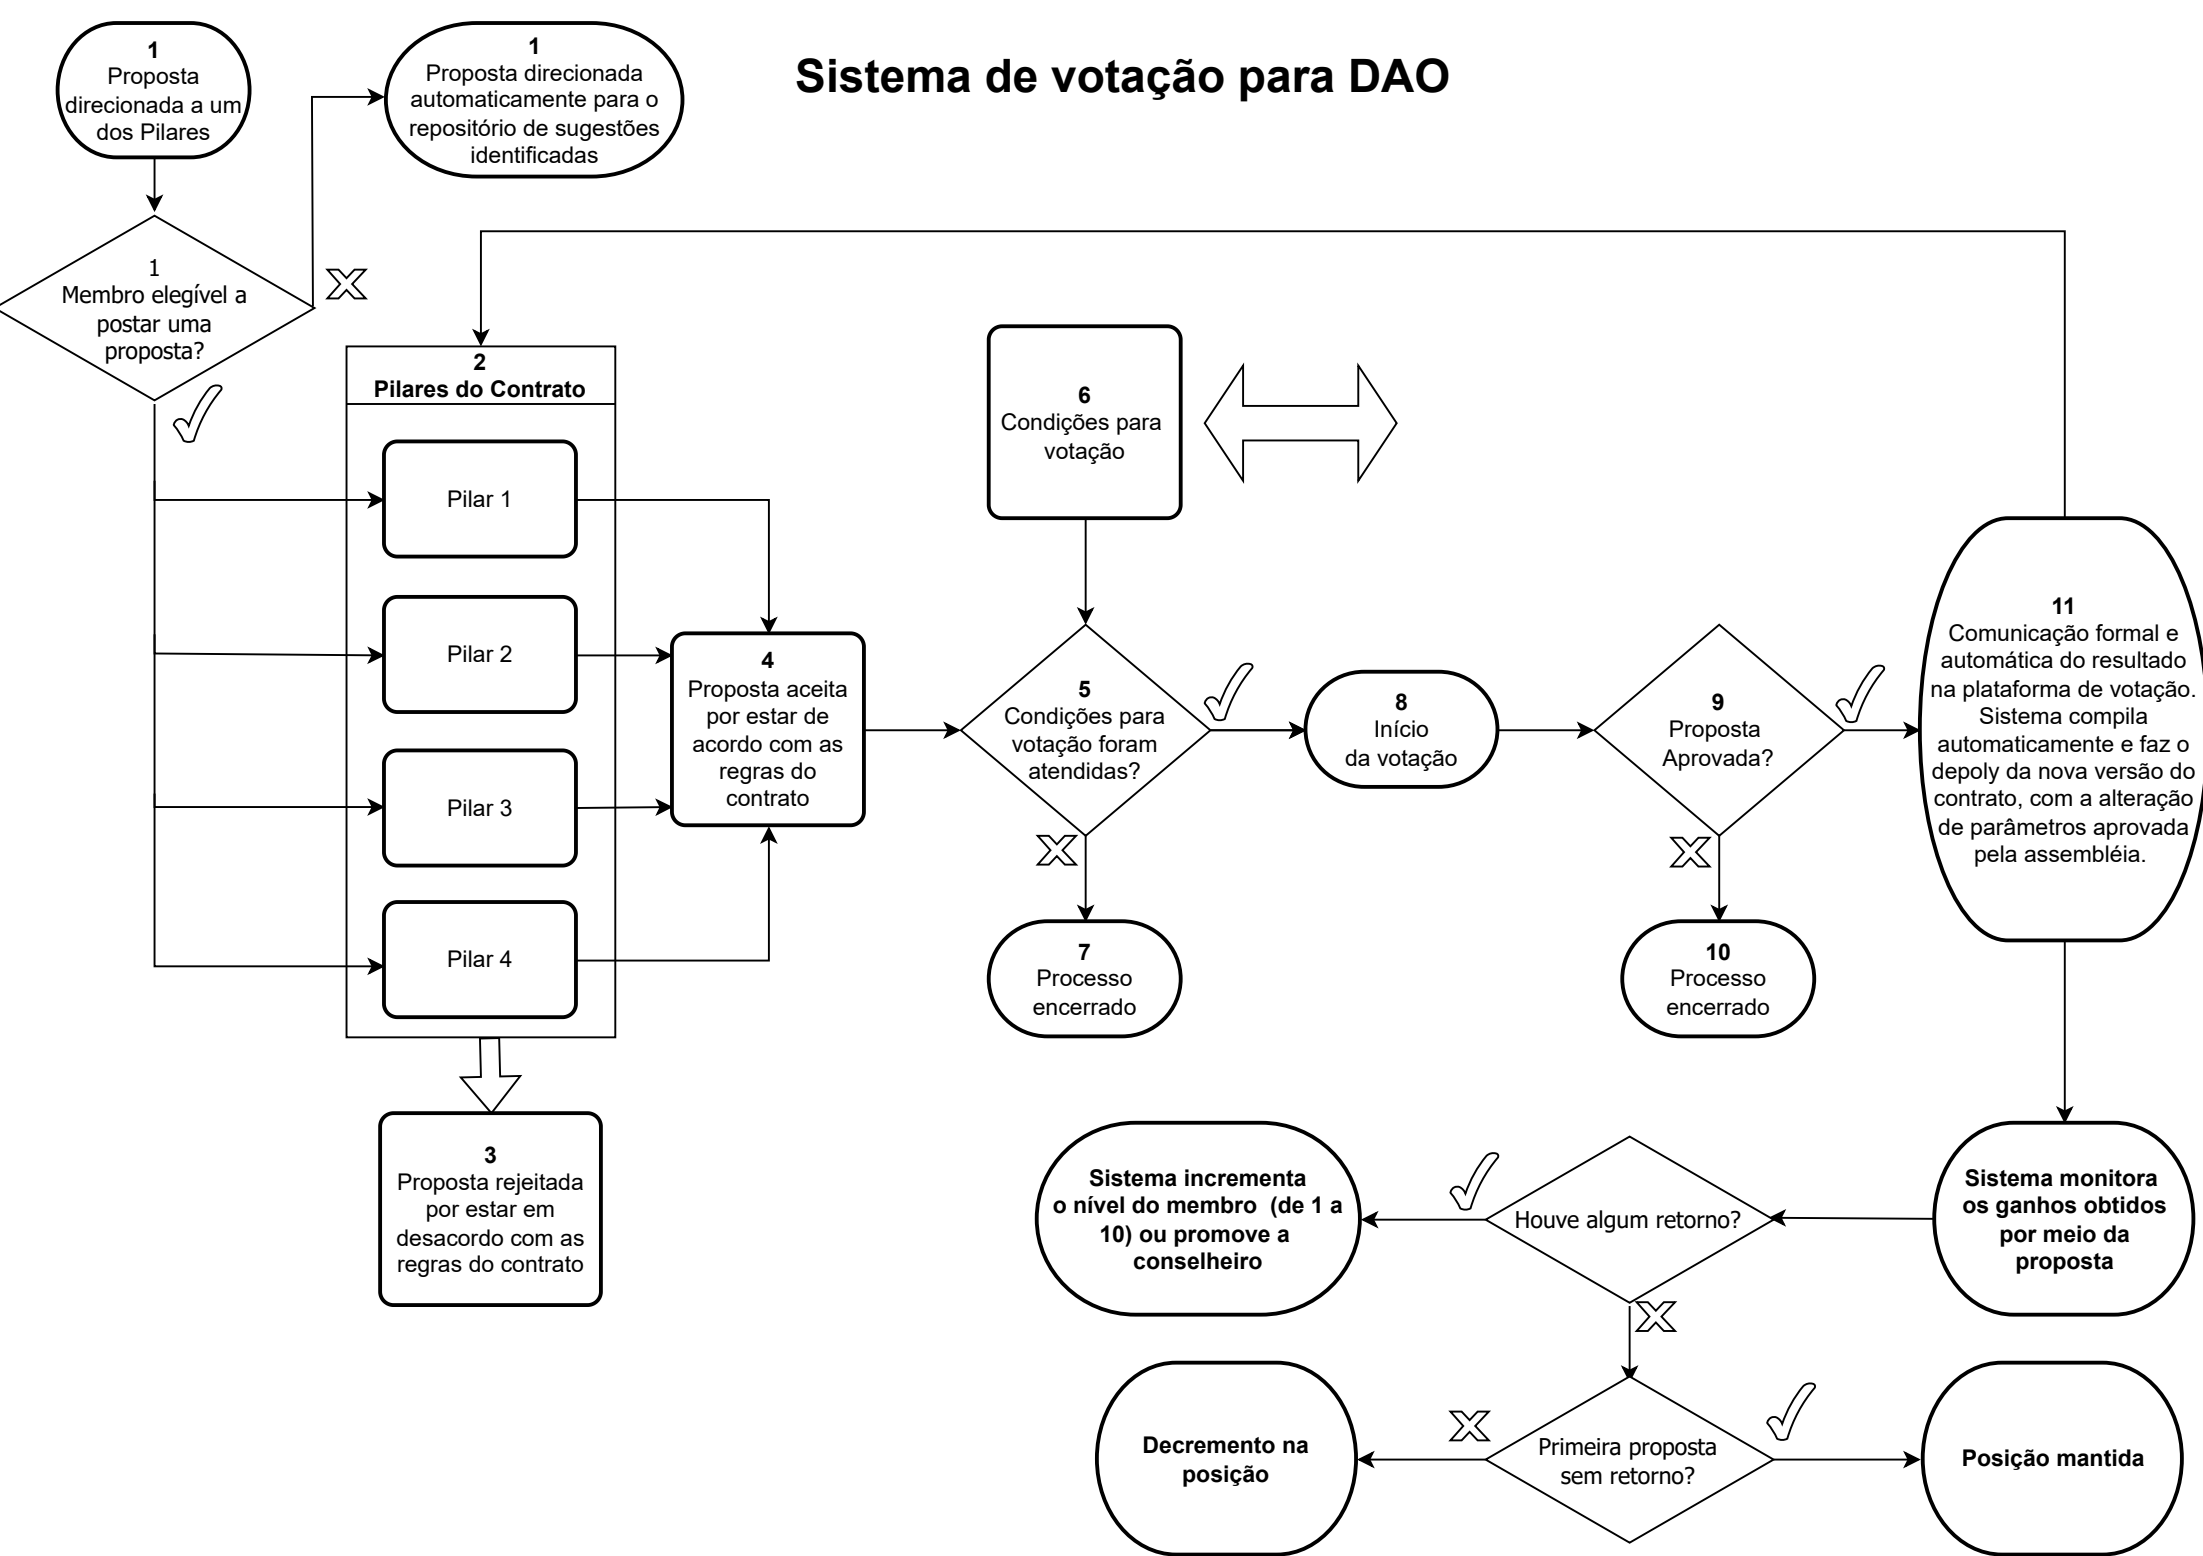 Sistema de votação para DAO
1
Proposta
direcionada a um
dos Pilares
1
Proposta direcionada
automaticamente para o
repositório de sugestões
identificadas
1
Membro elegível a
postar uma
proposta?
2
Pilares do Contrato
Pilar 1
Pilar 2
Pilar 3
Pilar 4
3
Proposta rejeitada
por estar em
desacordo com as
regras do contrato
4
Proposta aceita
por estar de
acordo com as
regras do
contrato
6
Condições para
votação
5
Condições para
votação foram
atendidas?
7
Processo
encerrado
8
Início
da votação
9
Proposta
Aprovada?
10
Processo
encerrado
11
Comunicação formal e
automática do resultado
na plataforma de votação.
Sistema compila
automaticamente e faz o
depoly da nova versão do
contrato, com a alteração
de parâmetros aprovada
pela assembléia.
Sistema monitora
os ganhos obtidos
por meio da
proposta
Houve algum retorno?
Sistema incrementa
o nível do membro (de 1 a
10) ou promove a
conselheiro
Primeira proposta
sem retorno?
Decremento na
posição
Posição mantida